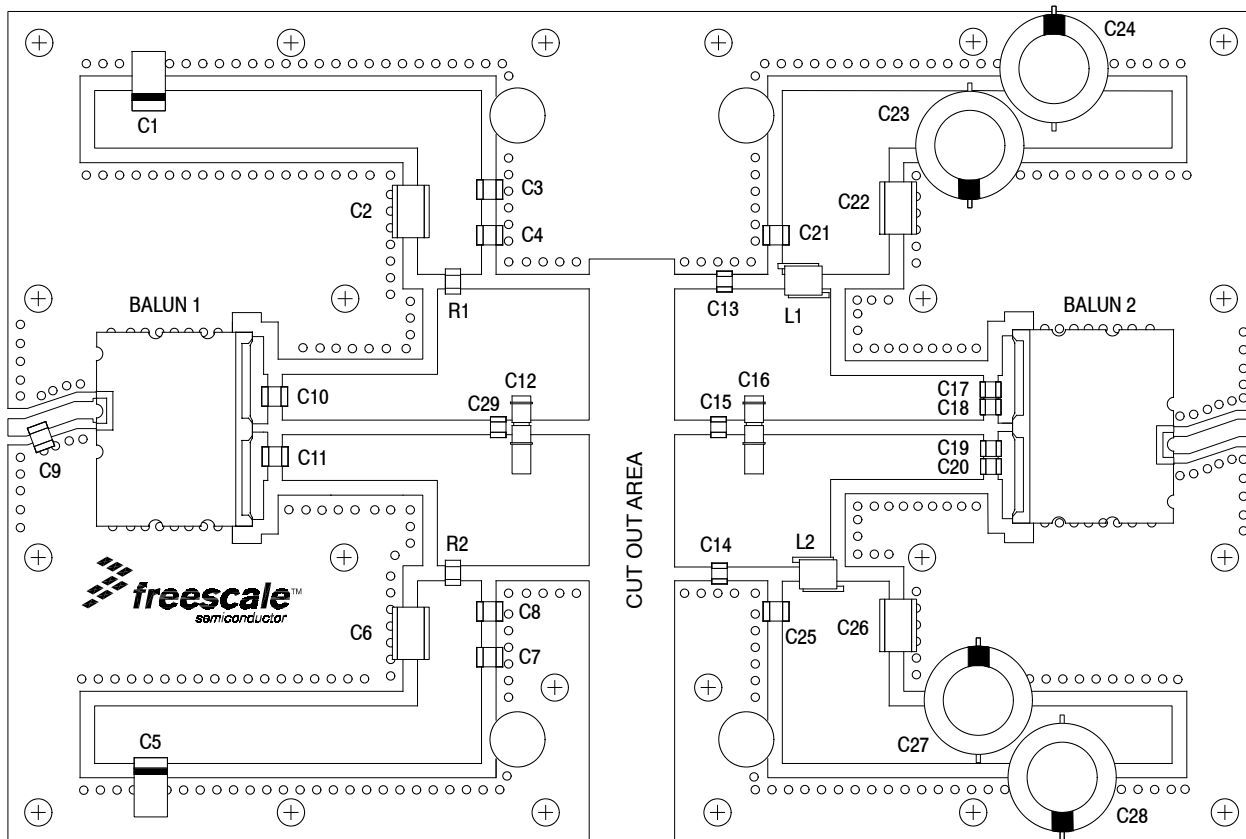 C24
C23
C1
C3
C2
C22
C4
C21
R1
C13
L1
BALUN 1
BALUN 2
C12
C16
C10
C29
C15
C17
C18
C9
C11
C19
C20
CUT OUT AREA
R2
C14
L2
freescale™
semiconductor
C8
C6
C25
C26
C7
C5
C27
C28